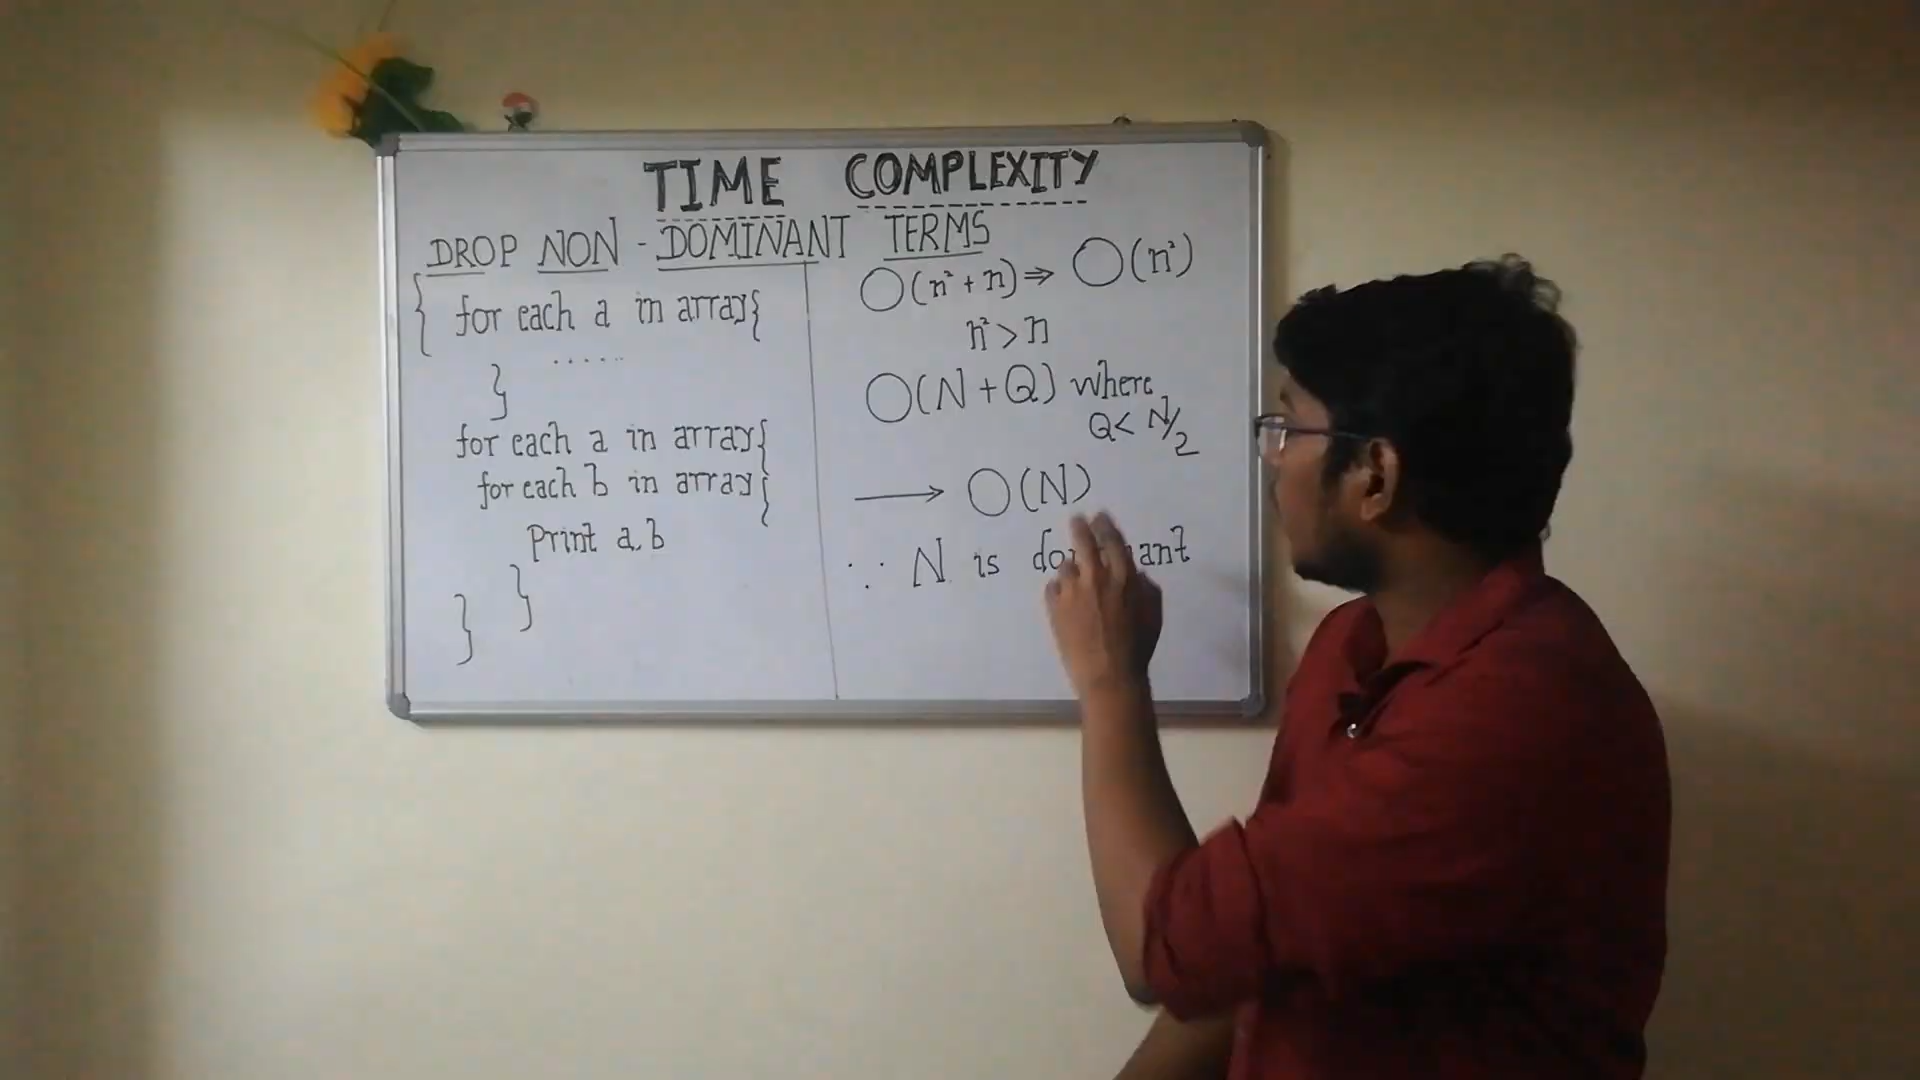 TIME COMPLEXITY
DROP NON - DOMINANT TERMS
{ for each a in array{
......
}
for each a in array{
for each b in array{
Print a, b
}
}
O(n² + n) ⇒ O(n²)
n² > n
O(N + Q) where
Q < N/2
→ O(N)
∵ N is